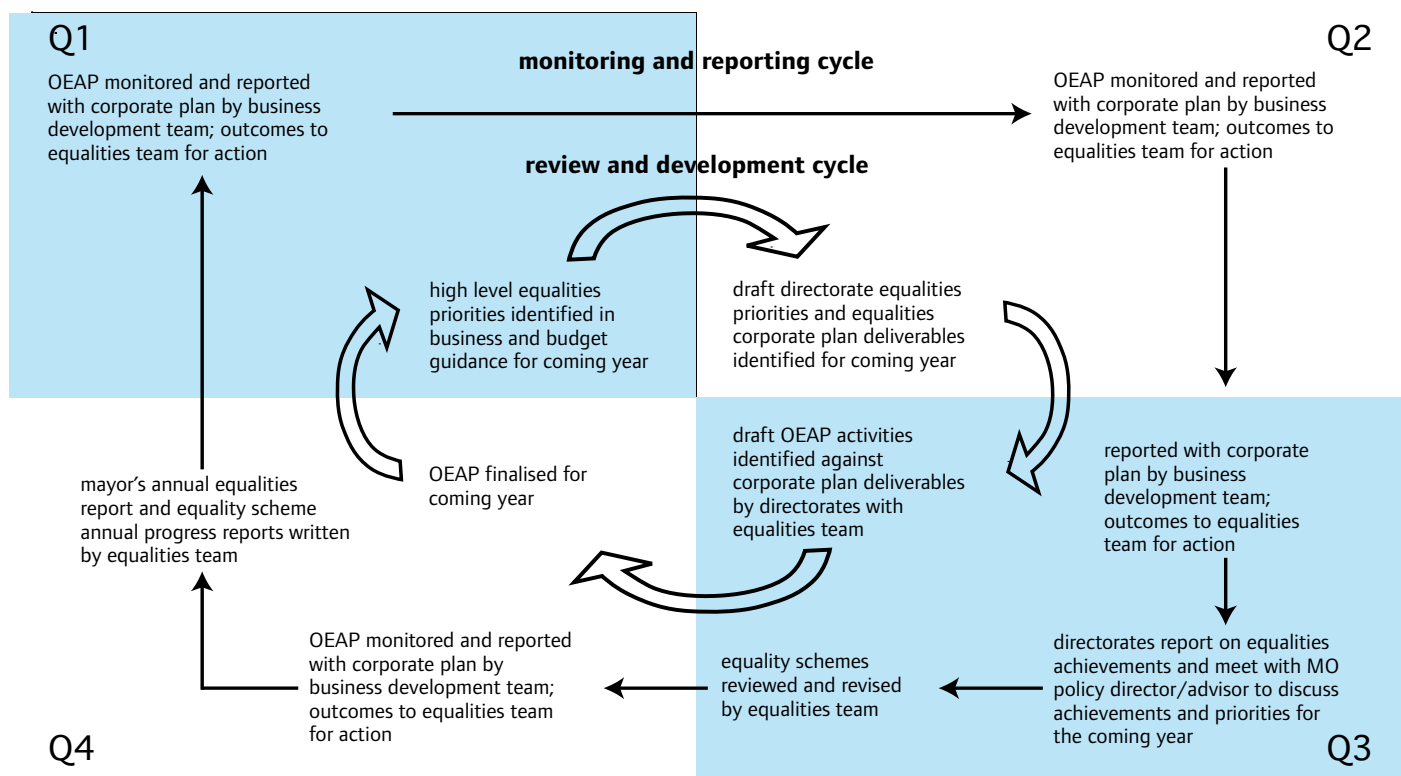 Q1
OEAP monitored and reported
with corporate plan by business
development team; outcomes to
equalities team for action
monitoring and reporting cycle
Q2
OEAP monitored and reported
with corporate plan by business
development team; outcomes to
equalities team for action
review and development cycle
high level equalities
priorities identified in
business and budget
guidance for coming year
draft directorate equalities
priorities and equalities
corporate plan deliverables
identified for coming year
draft OEAP activities
identified against
corporate plan deliverables
by directorates with
equalities team
reported with corporate
plan by business
development team;
outcomes to equalities
team for action
OEAP finalised for
coming year
mayor’s annual equalities
report and equality scheme
annual progress reports written
by equalities team
OEAP monitored and reported
with corporate plan by
business development team;
outcomes to equalities team
for action
equality schemes
reviewed and revised
by equalities team
directorates report on equalities
achievements and meet with MO
policy director/advisor to discuss
achievements and priorities for
the coming year
Q4
Q3